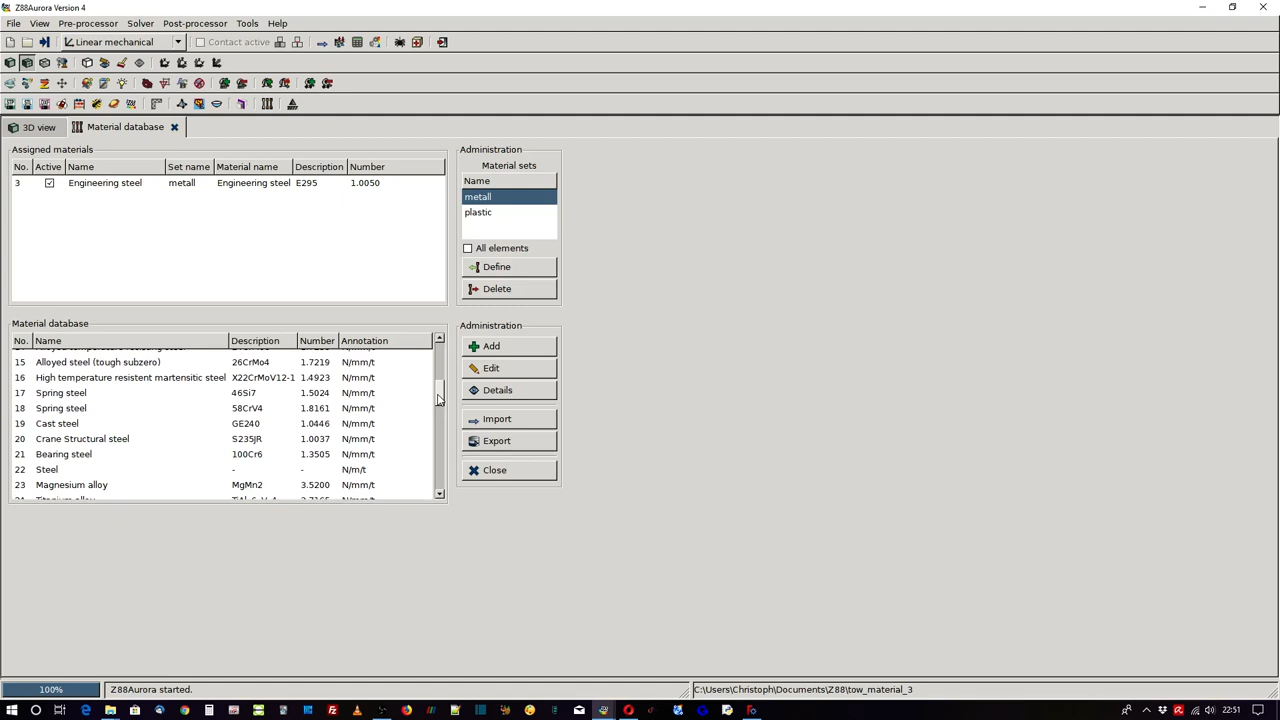 Z88Aurora Version 4
File View Pre-processor Solver Post-processor Tools Help
Linear mechanical Contact active
3D view Material database
Assigned materials
No. Active Name Set name Material name Description Number
3 Engineering steel metall Engineering steel E295 1.0050
Administration
Material sets
Name
metall
plastic
All elements
Define
Delete
Material database
No. Name Description Number Annotation
15 Alloyed steel (tough subzero) 26CrMo4 1.7219 N/mm/t
16 High temperature resistent martensitic steel X22CrMoV12-1 1.4923 N/mm/t
17 Spring steel 46Si7 1.5024 N/mm/t
18 Spring steel 58CrV4 1.8161 N/mm/t
19 Cast steel GE240 1.0446 N/mm/t
20 Crane Structural steel S235JR 1.0037 N/mm/t
21 Bearing steel 100Cr6 1.3505 N/mm/t
22 Steel - - N/m/t
23 Magnesium alloy MgMn2 3.5200 N/mm/t
Administration
Add
Edit
Details
Import
Export
Close
100% Z88Aurora started. C:\Users\Christoph\Documents\Z88\tow_material_3
22:51